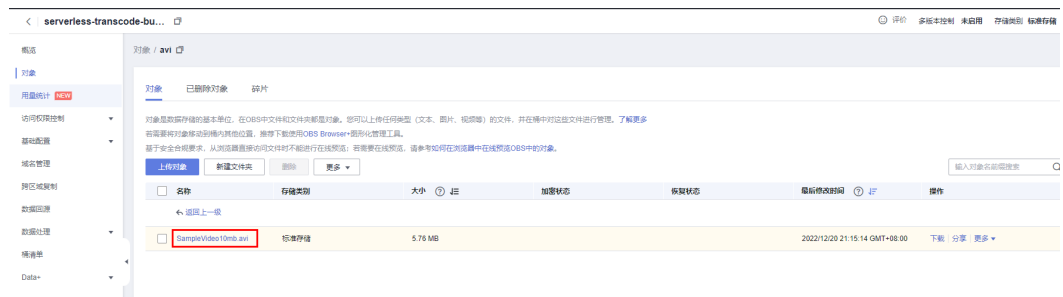 serverless-transcode-bu...
评价 多版本控制 未启用 存储类别 标准存储
概览
对象
用量统计 NEW
访问权限控制
基础配置
域名管理
跨区域复制
数据回源
数据处理
桶清单
Data+
对象 / avi
对象 已删除对象 碎片
对象是数据存储的基本单位，在OBS中文件和文件夹都是对象。您可以上传任何类型（文本、图片、视频等）的文件，并在桶中对这些文件进行管理。了解更多
若需要将对象移动到桶内其他位置，推荐下载使用OBS Browser+图形化管理工具。
基于安全合规要求，从浏览器直接访问文件时不能进行在线预览；若需要在线预览，请参考如何在浏览器中在线预览OBS中的对象。
上传对象 新建文件夹 删除 更多 输入对象名前缀搜索
名称 存储类别 大小 加密状态 恢复状态 最后修改时间 操作
返回上一级
SampleVideo10mb.avi 标准存储 5.76 MB 2022/12/20 21:15:14 GMT+08:00 下载 分享 更多